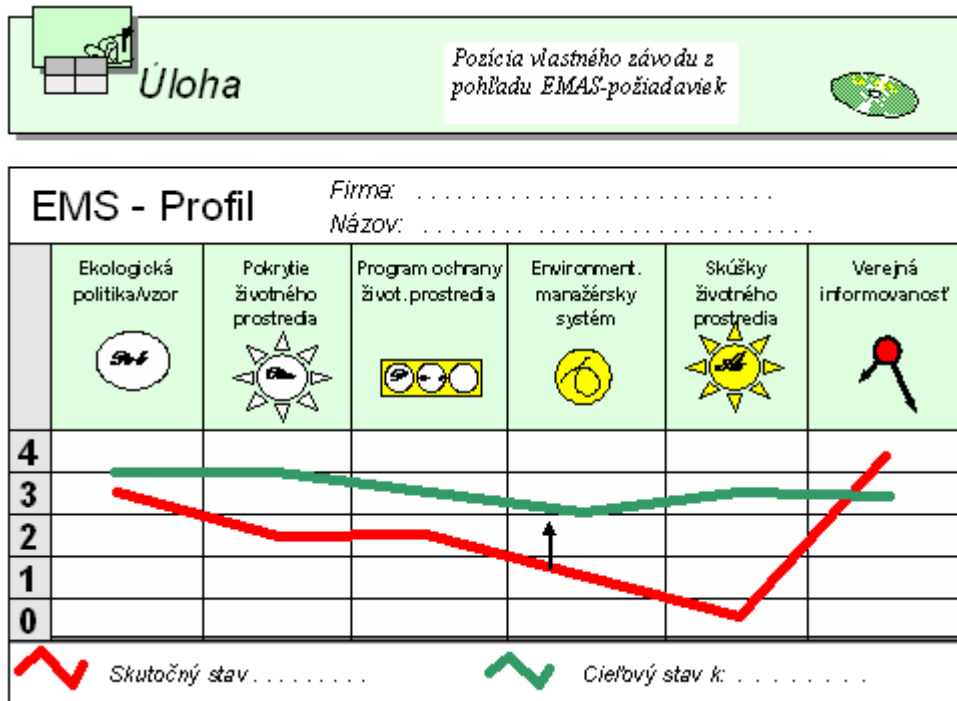 Úloha
Pozícia vlastného závodu z
pohľadu EMAS-požiadaviek
EMS - Profil
Firma: . . . . . . . . . . . . . . . . . . . . . . . . . . . .
Názov: . . . . . . . . . . . . . . . . . . . . . . . . . . . . . .
Ekologická
politika/vzor
Pokrytie
životného
prostredia
Program ochrany
život. prostredia
Environment.
manažérsky
systém
Skúšky
životného
prostredia
Verejná
informovanosť
4
3
2
1
0
Skutočný stav . . . . . . . . .
Cieľový stav k: . . . . . . . . .